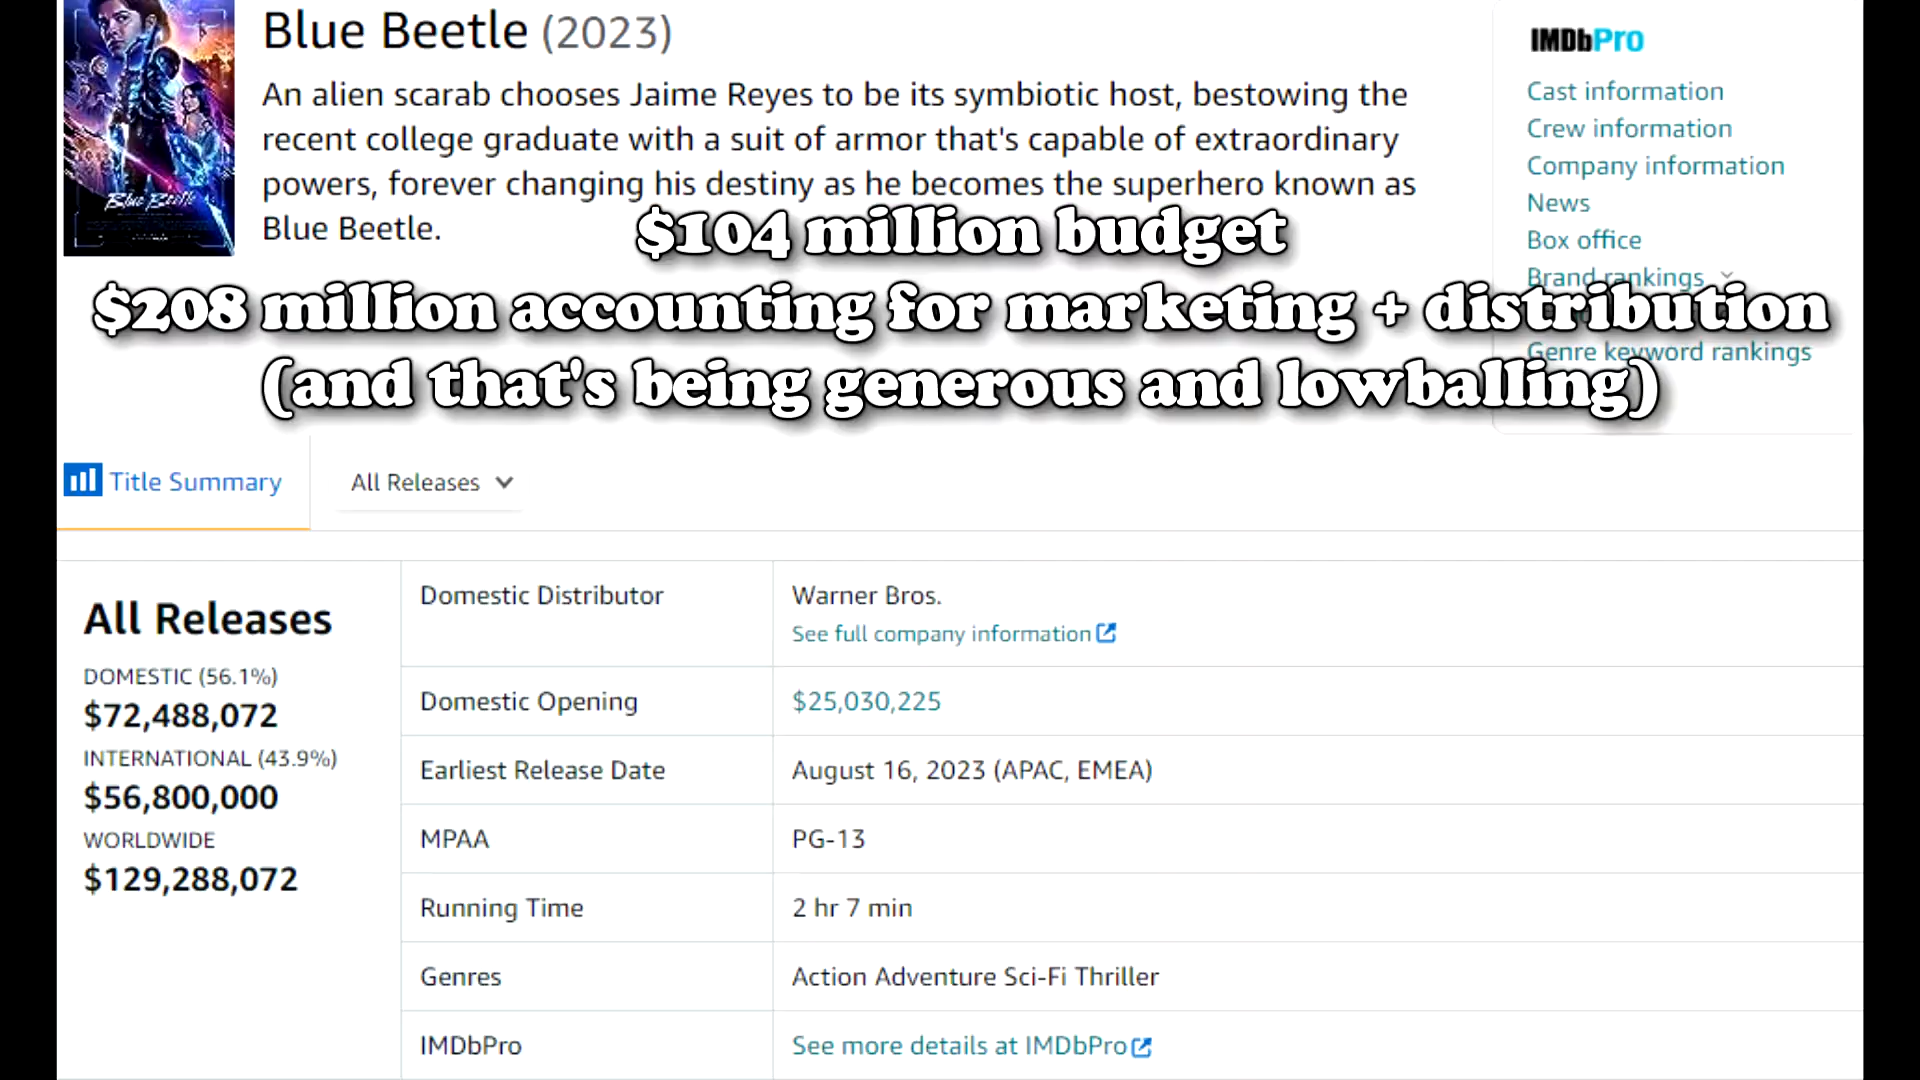 Blue Beetle (2023)
An alien scarab chooses Jaime Reyes to be its symbiotic host, bestowing the
recent college graduate with a suit of armor that's capable of extraordinary
powers, forever changing his destiny as he becomes the superhero known as
Blue Beetle.
Blue Beetle
IMDbPro
Cast information
Crew information
Company information
News
Box office
Brand rankings
Genre keyword rankings
$104 million budget
$208 million accounting for marketing + distribution
(and that's being generous and lowballing)
Title Summary
All Releases
All Releases
DOMESTIC (56.1%)
$72,488,072
INTERNATIONAL (43.9%)
$56,800,000
WORLDWIDE
$129,288,072
Domestic Distributor
Warner Bros.
See full company information
Domestic Opening
$25,030,225
Earliest Release Date
August 16, 2023 (APAC, EMEA)
MPAA
PG-13
Running Time
2 hr 7 min
Genres
Action Adventure Sci-Fi Thriller
IMDbPro
See more details at IMDbPro